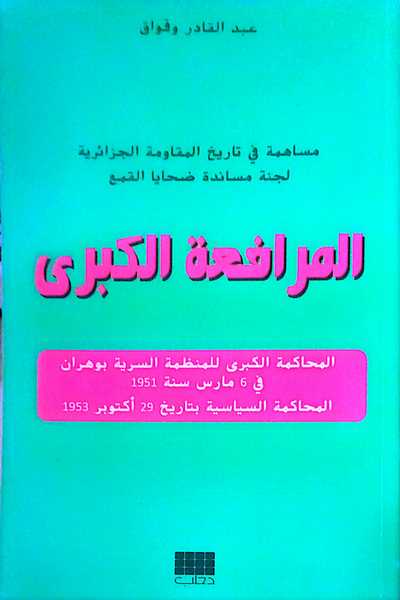 عبد القادر وقواق
مساهمة في تاريخ المقاومة الجزائرية
لجنة مساندة ضحايا القمع
المرافعة الكبرى
المحاكمة الكبرى للمنظمة السرية بوهران
في 6 مارس سنة 1951
المحاكمة السياسية بتاريخ 29 أكتوبر 1953
دحلب